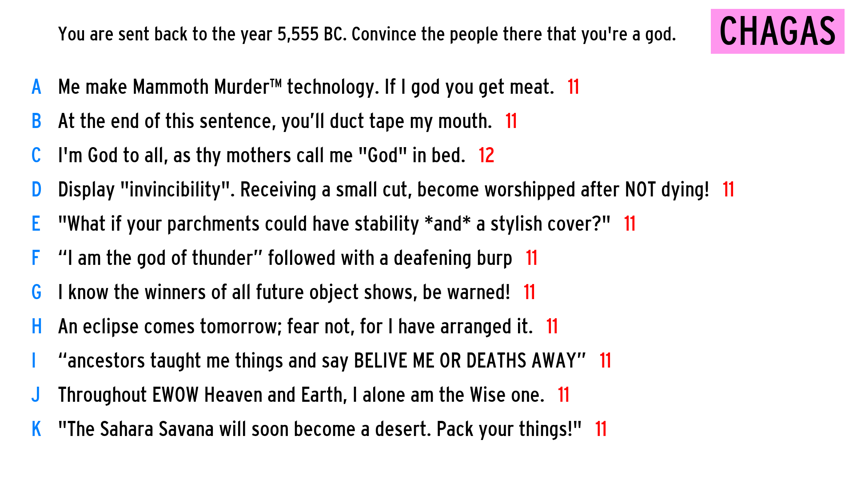 You are sent back to the year 5,555 BC. Convince the people there that you're a god.
CHAGAS
A Me make Mammoth Murder™ technology. If I god you get meat. 11
B At the end of this sentence, you’ll duct tape my mouth. 11
C I'm God to all, as thy mothers call me "God" in bed. 12
D Display "invincibility". Receiving a small cut, become worshipped after NOT dying! 11
E "What if your parchments could have stability *and* a stylish cover?" 11
F “I am the god of thunder” followed with a deafening burp 11
G I know the winners of all future object shows, be warned! 11
H An eclipse comes tomorrow; fear not, for I have arranged it. 11
I “ancestors taught me things and say BELIVE ME OR DEATHS AWAY” 11
J Throughout EWOW Heaven and Earth, I alone am the Wise one. 11
K "The Sahara Savana will soon become a desert. Pack your things!" 11